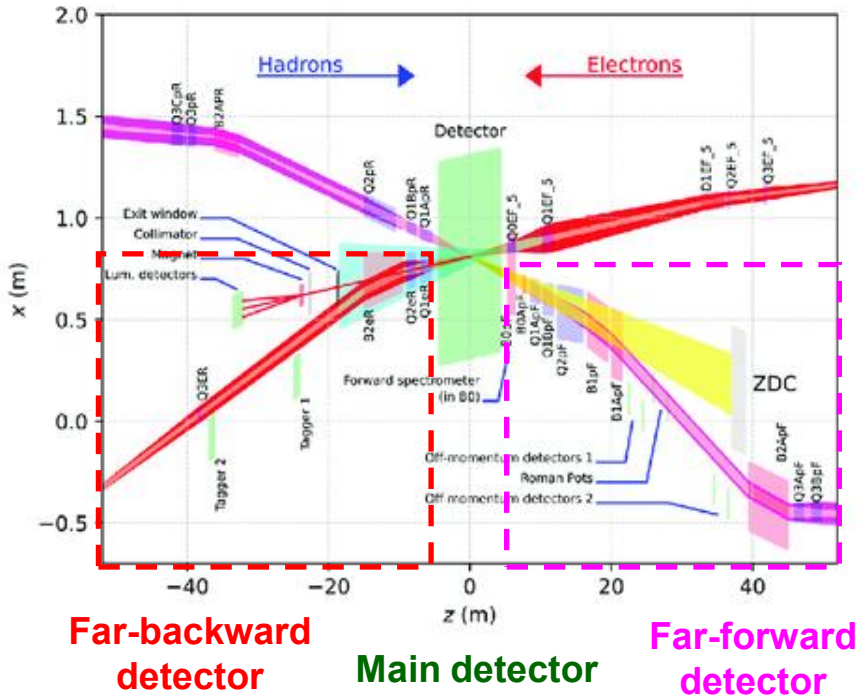 2.0
1.5
1.0
0.5
0.0
−0.5
x (m)
Hadrons
Electrons
Detector
Q3CpR
Q3pR
B2APR
Q2pR
Q1BpR
Q1ApR
Q0EF_5
Q1EF_5
D1EF_5
Q2EF_5
Q3EF_5
Exit window
Collimator
Magnet
Lum. detectors
B2eR
Q2eR
Q1eR
Q3ER
Tagger 1
Tagger 2
Forward spectrometer
(in B0)
B0pF
B0ApF
Q1ApF
Q1BpF
Q2pF
B1pF
B1ApF
ZDC
B2ApF
Q3ApF
Q3BpF
Off-momentum detectors 1
Roman Pots
Off momentum detectors 2
−40
−20
0
20
40
z (m)
Far-backward
detector
Main detector
Far-forward
detector